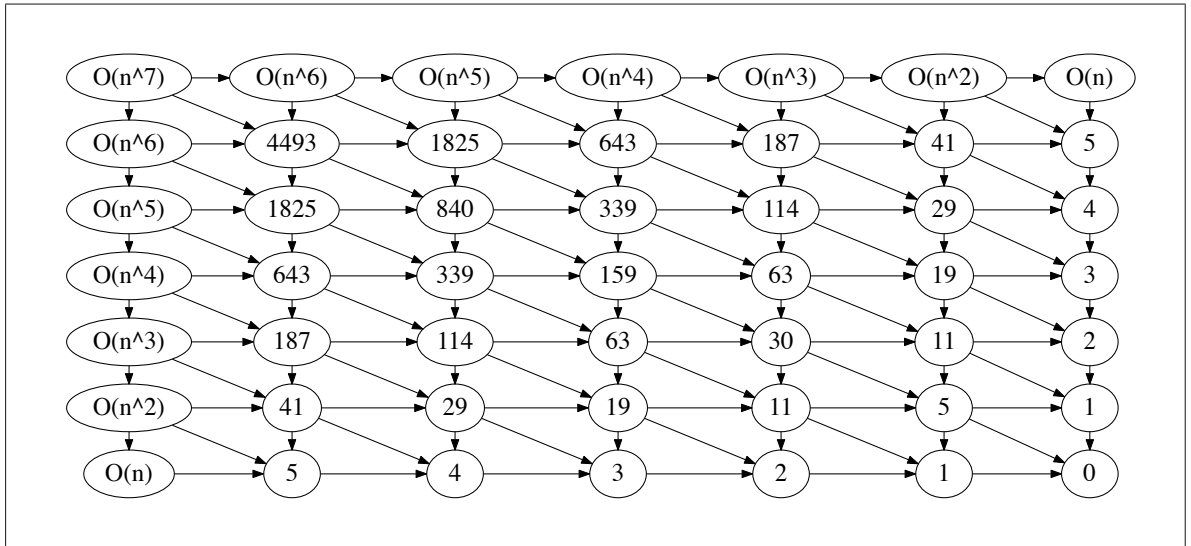 O(n^7) O(n^6) O(n^5) O(n^4) O(n^3) O(n^2) O(n)
O(n^6) 4493 1825 643 187 41 5
O(n^5) 1825 840 339 114 29 4
O(n^4) 643 339 159 63 19 3
O(n^3) 187 114 63 30 11 2
O(n^2) 41 29 19 11 5 1
O(n) 5 4 3 2 1 0